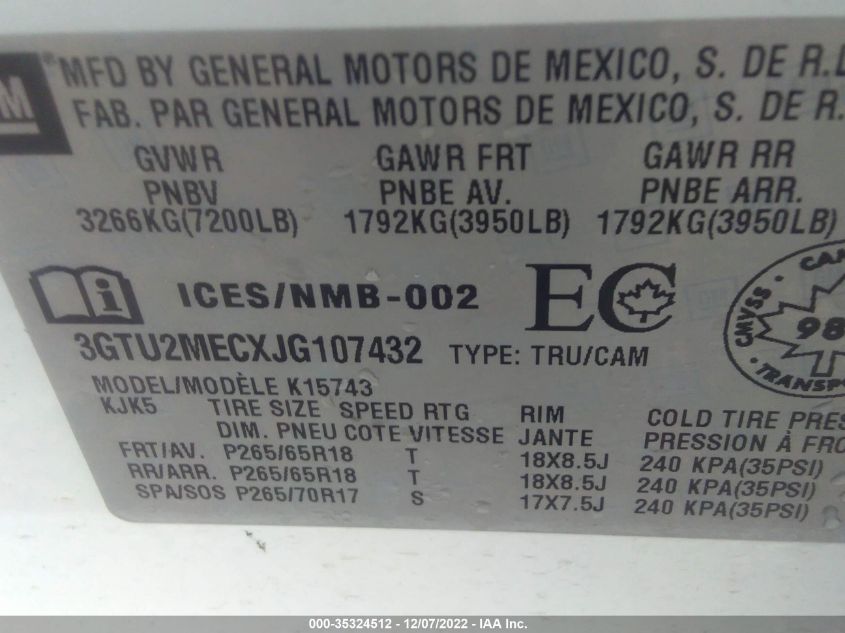 M
®MFD BY GENERAL MOTORS DE MEXICO, S. DE R.L
FAB. PAR GENERAL MOTORS DE MEXICO, S. DE R.
GVWR GAWR FRT GAWR RR
PNBV PNBE AV. PNBE ARR.
3266KG(7200LB) 1792KG(3950LB) 1792KG(3950LB)
i ICES/NMB-002 EC
CMVSS · CAN
98
· TRANSPO
3GTU2MECXJG107432 TYPE: TRU/CAM
MODEL/MODÈLE K15743
KJK5 TIRE SIZE SPEED RTG RIM COLD TIRE PRES
DIM. PNEU COTE VITESSE JANTE PRESSION À FRO
FRT/AV. P265/65R18 T 18X8.5J 240 KPA(35PSI)
RR/ARR. P265/65R18 T 18X8.5J 240 KPA(35PSI)
SPA/SOS P265/70R17 S 17X7.5J 240 KPA(35PSI)
000-35324512 - 12/07/2022 - IAA Inc.